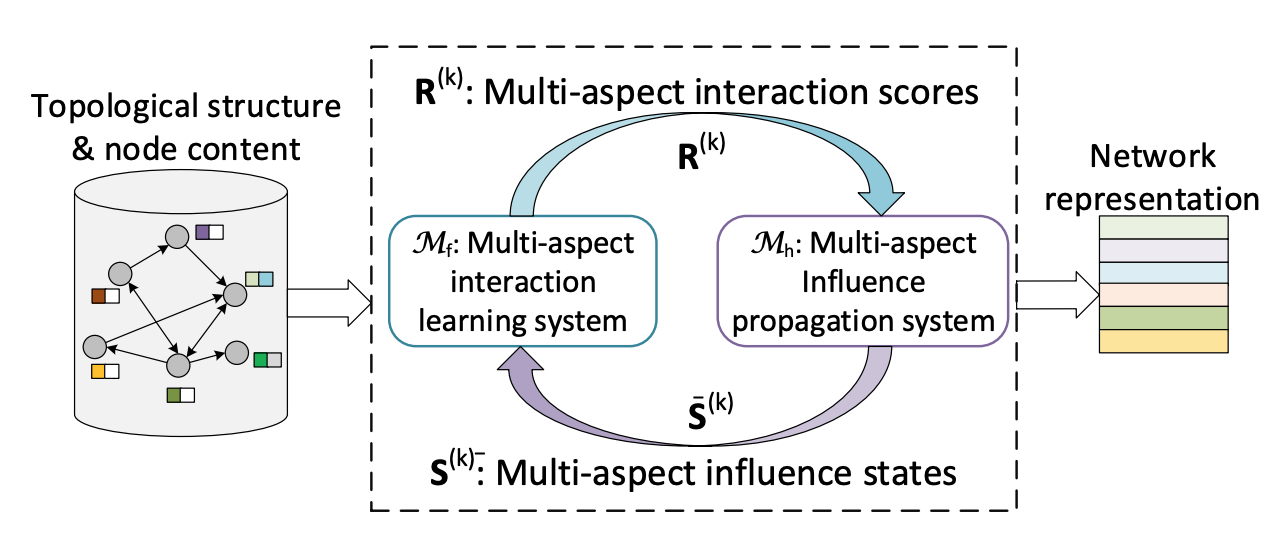 Topological structure
& node content
R(k): Multi-aspect interaction scores
R(k)
ℳf: Multi-aspect
interaction
learning system
ℳh: Multi-aspect
Influence
propagation system
S̄(k)
S(k)‾: Multi-aspect influence states
Network
representation